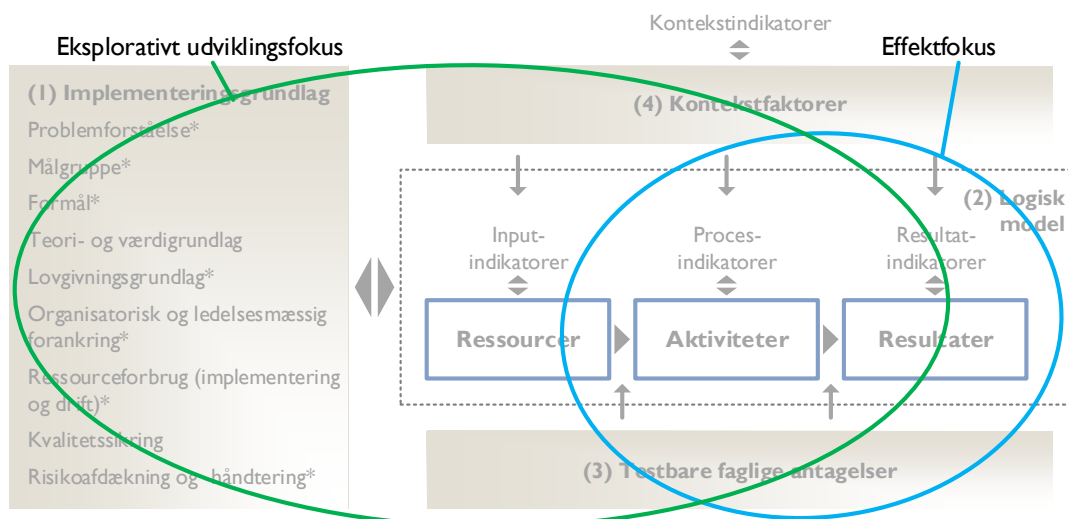 Kontekstindikatorer
Eksplorativt udviklingsfokus
Effektfokus
(1) Implementeringsgrundlag
Problemforståelse*
Målgruppe*
Formål*
Teori- og værdigrundlag
Lovgivningsgrundlag*
Organisatorisk og ledelsesmæssig
forankring*
Ressourceforbrug (implementering
og drift)*
Kvalitetssikring
Risikoafdækning og -håndtering*
(4) Kontekstfaktorer
(2) Logisk
model
Input-
indikatorer
Proces-
indikatorer
Resultat-
indikatorer
Ressourcer
Aktiviteter
Resultater
(3) Testbare faglige antagelser